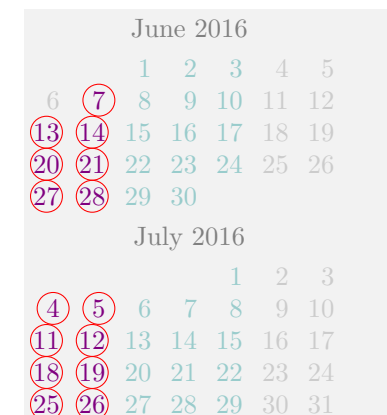 June 2016
1 2 3 4 5
6 7 8 9 10 11 12
13 14 15 16 17 18 19
20 21 22 23 24 25 26
27 28 29 30
July 2016
1 2 3
4 5 6 7 8 9 10
11 12 13 14 15 16 17
18 19 20 21 22 23 24
25 26 27 28 29 30 31